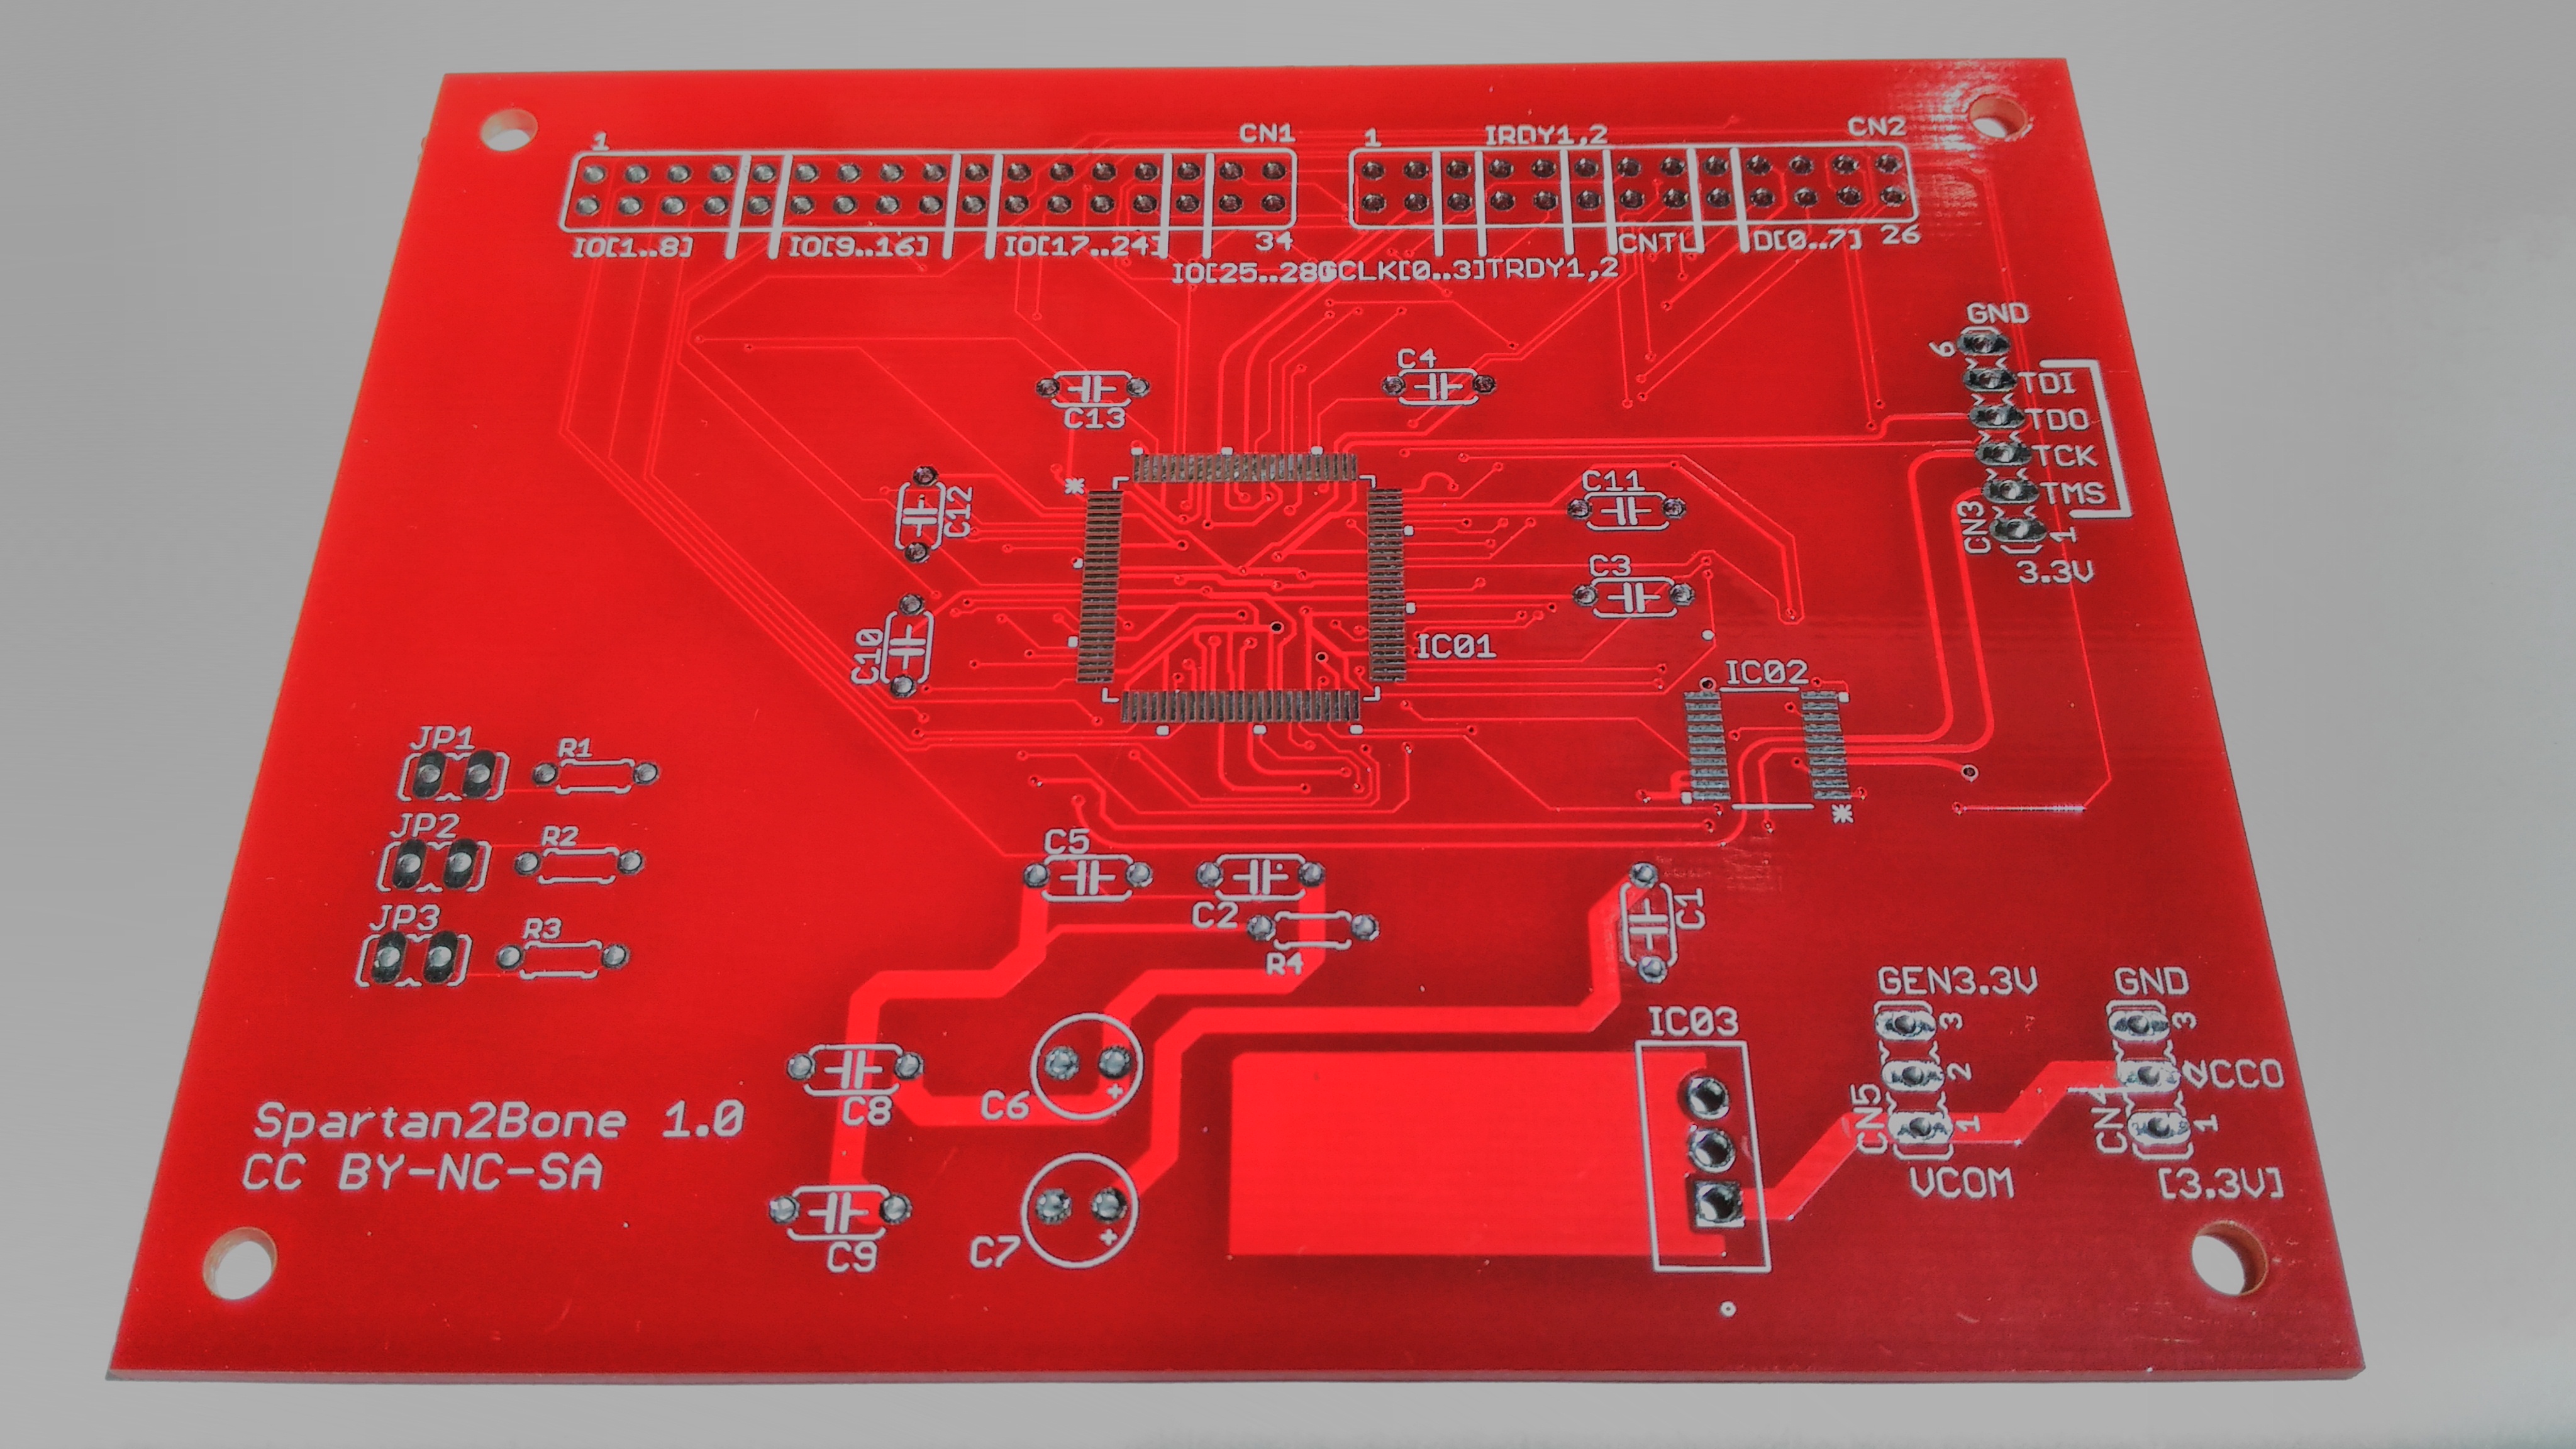 1 CN1 1 IRDY1,2 CN2
IO[1..8] IO[9..16] IO[17..24] 34 CNTL D[0..7] 26
IO[25..28] GCLK[0..3] TRDY1,2
GND
6
TDI
TDO
TCK
TMS
CN3 1
3.3V
C4
C13
C12
C11
C3
C10
IC01
IC02
JP1 R1
JP2 R2
JP3 R3
C5
C2
R4
C1
GEN3.3V
3
2
CN5 1
VCOM
GND
3
2 VCCO
CN4 1
[3.3V]
IC03
C8
C6
+
C9
C7
+
Spartan2Bone 1.0
CC BY-NC-SA